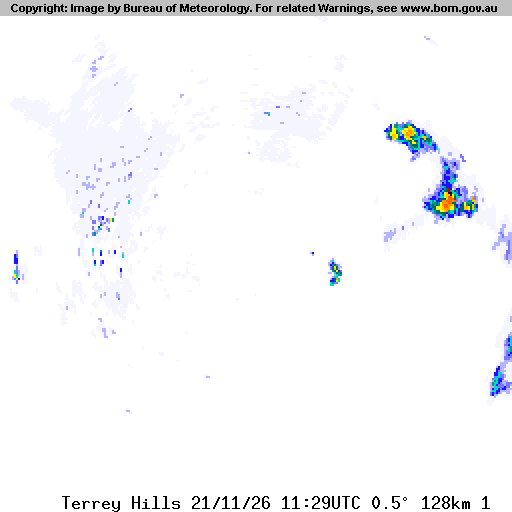 Copyright: Image by Bureau of Meteorology. For related Warnings, see www.bom.gov.au
Terrey Hills 21/11/26 11:29UTC 0.5° 128km 1